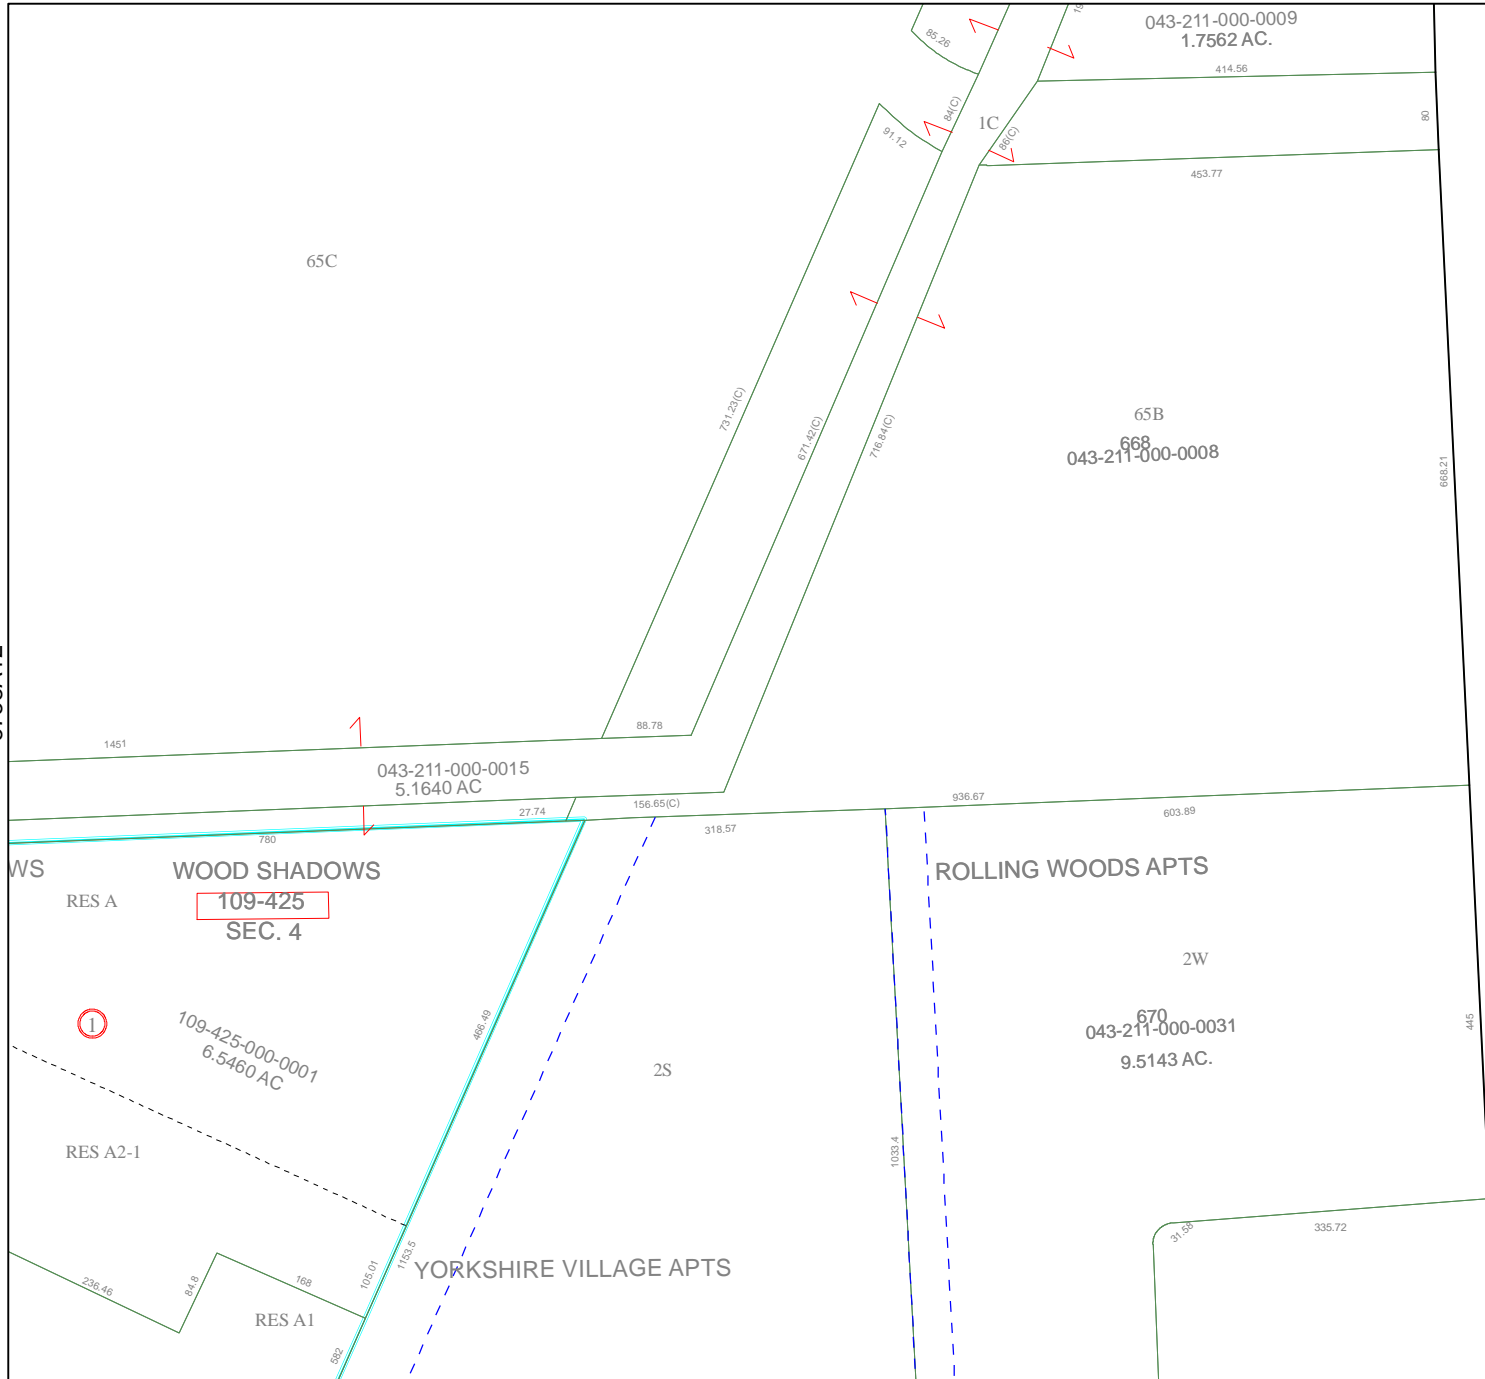 043-211-000-0009
1.7562 AC.
85.26
414.56
84(C)
1C
86(C)
80
91.12
453.77
65C
731.23(C)
671.42(C)
716.84(C)
65B
668
043-211-000-0008
668.21
1451
88.78
043-211-000-0015
5.1640 AC
27.74
156.65(C)
318.57
936.67
603.89
780
WS
WOOD SHADOWS
RES A
109-425
SEC. 4
ROLLING WOODS APTS
2W
1
109-425-000-0001
6.5460 AC
466.49
2S
670
043-211-000-0031
9.5143 AC.
445
1033.4
RES A2-1
31.58
335.72
236.46
84.8
168
105.01
1153.5
YORKSHIRE VILLAGE APTS
RES A1
582